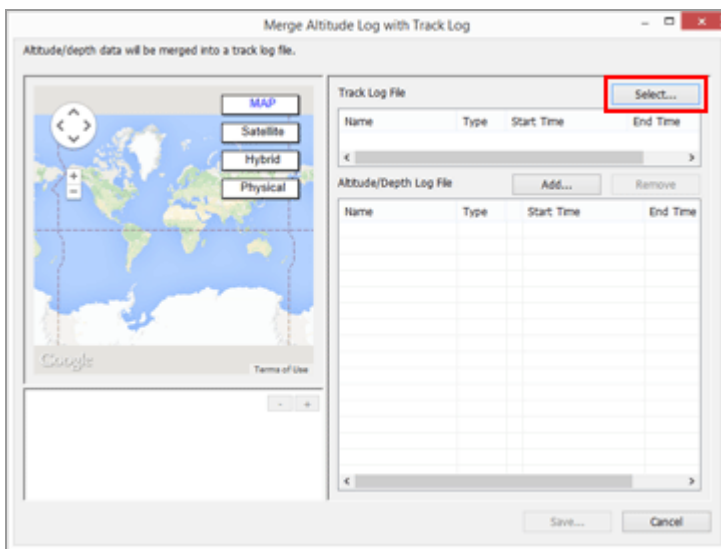 Merge Altitude Log with Track Log
Altitude/depth data will be merged into a track log file.
MAP
Satellite
Hybrid
Physical
Google
Terms of Use
- +
Track Log File
Select...
Name Type Start Time End Time
Altitude/Depth Log File
Add...
Remove
Name Type Start Time End Time
Save...
Cancel